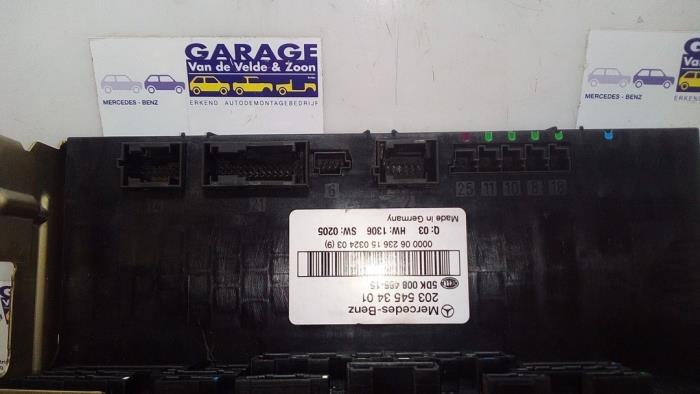 GARAGE
Van de Velde & Zoon
MERCEDES - BENZ
ERKEND AUTODEMONTAGEBEDRIJF
MERCEDES - BENZ
ERKEND
21
6
25 11 10 8 18
Mercedes-Benz
203 545 34 01
5DK 008 485-15
0000 06 236 15 0324 03 (9)
Q: 03 HW: 1306 SW: 0205
Made in Germany